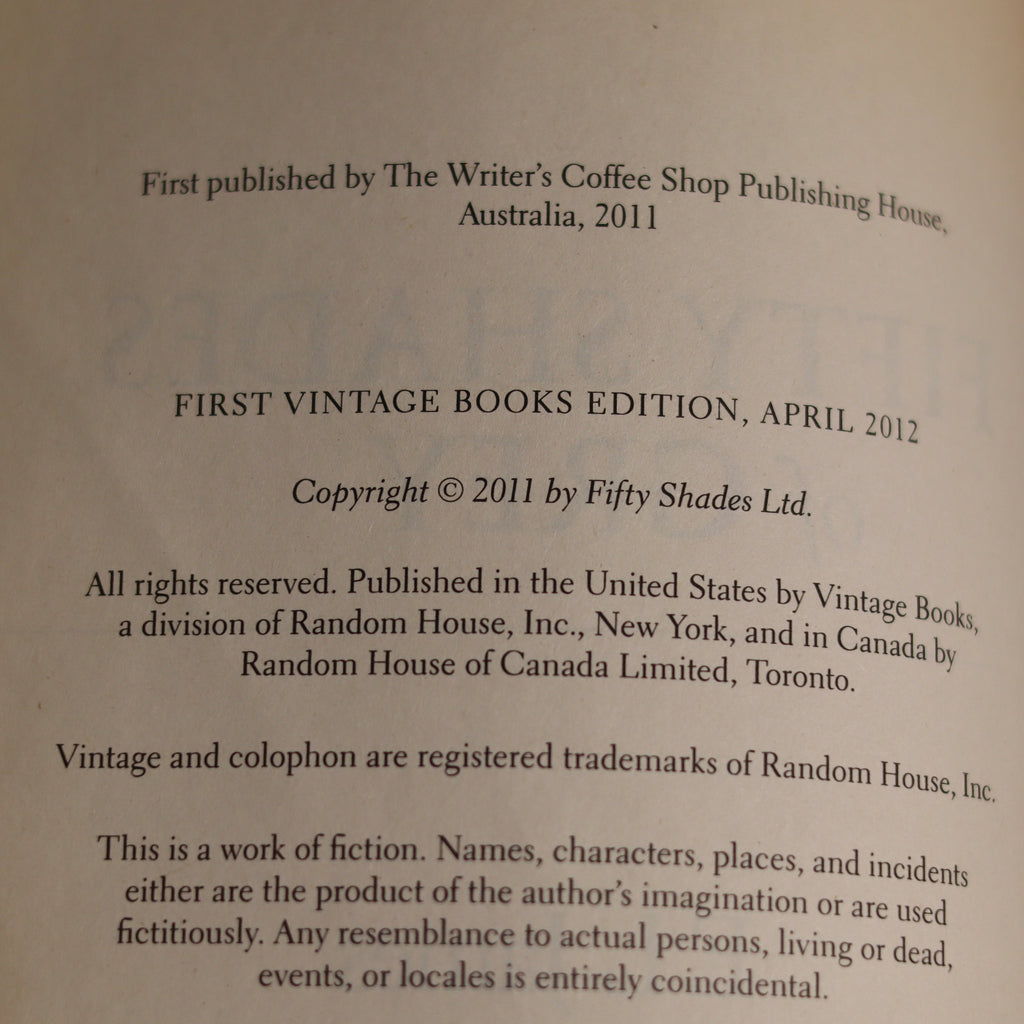 First published by The Writer's Coffee Shop Publishing House,
Australia, 2011
FIRST VINTAGE BOOKS EDITION, APRIL 2012
Copyright © 2011 by Fifty Shades Ltd.
All rights reserved. Published in the United States by Vintage Books,
a division of Random House, Inc., New York, and in Canada by
Random House of Canada Limited, Toronto.
Vintage and colophon are registered trademarks of Random House, Inc.
This is a work of fiction. Names, characters, places, and incidents
either are the product of the author's imagination or are used
fictitiously. Any resemblance to actual persons, living or dead,
events, or locales is entirely coincidental.